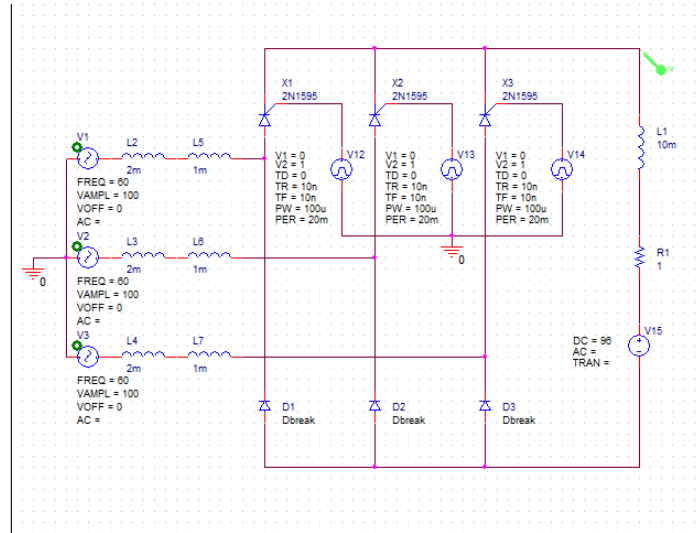 X1
2N1595
X2
2N1595
X3
2N1595
V1
L2
2m
L5
1m
FREQ = 60
VAMPL = 100
VOFF = 0
AC =
V12
V1 = 0
V2 = 1
TD = 0
TR = 10n
TF = 10n
PW = 100u
PER = 20m
V13
V1 = 0
V2 = 1
TD = 0
TR = 10n
TF = 10n
PW = 100u
PER = 20m
V14
V1 = 0
V2 = 1
TD = 0
TR = 10n
TF = 10n
PW = 100u
PER = 20m
V
L1
10m
V2
L3
2m
L6
1m
FREQ = 60
VAMPL = 100
VOFF = 0
AC =
0
0
R1
1
V3
L4
2m
L7
1m
FREQ = 60
VAMPL = 100
VOFF = 0
AC =
V15
DC = 96
AC =
TRAN =
D1
Dbreak
D2
Dbreak
D3
Dbreak